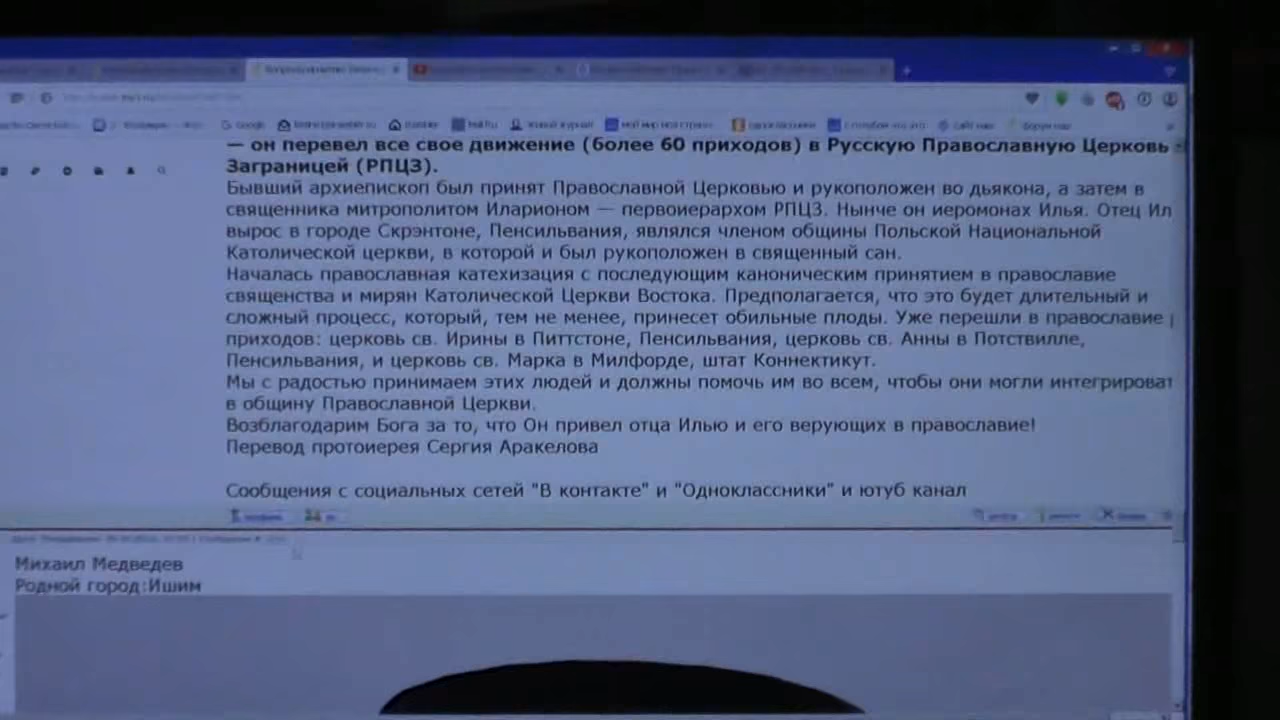 Google
— он перевел все свое движение (более 60 приходов) в Русскую Православную Церковь
Заграницей (РПЦЗ).
Бывший архиепископ был принят Православной Церковью и рукоположен во дьякона, а затем в
священника митрополитом Иларионом — первоиерархом РПЦЗ. Нынче он иеромонах Илья. Отец Ил
вырос в городе Скрэнтоне, Пенсильвания, являлся членом общины Польской Национальной
Католической церкви, в которой и был рукоположен в священный сан.
Началась православная катехизация с последующим каноническим принятием в православие
священства и мирян Католической Церкви Востока. Предполагается, что это будет длительный и
сложный процесс, который, тем не менее, принесет обильные плоды. Уже перешли в православие
приходов: церковь св. Ирины в Питтстоне, Пенсильвания, церковь св. Анны в Потствилле,
Пенсильвания, и церковь св. Марка в Милфорде, штат Коннектикут.
Мы с радостью принимаем этих людей и должны помочь им во всем, чтобы они могли интегрироват
в общину Православной Церкви.
Возблагодарим Бога за то, что Он привел отца Илью и его верующих в православие!
Перевод протоиерея Сергия Аракелова
Сообщения с социальных сетей "В контакте" и "Одноклассники" и ютуб канал
Михаил Медведев
Родной город:Ишим